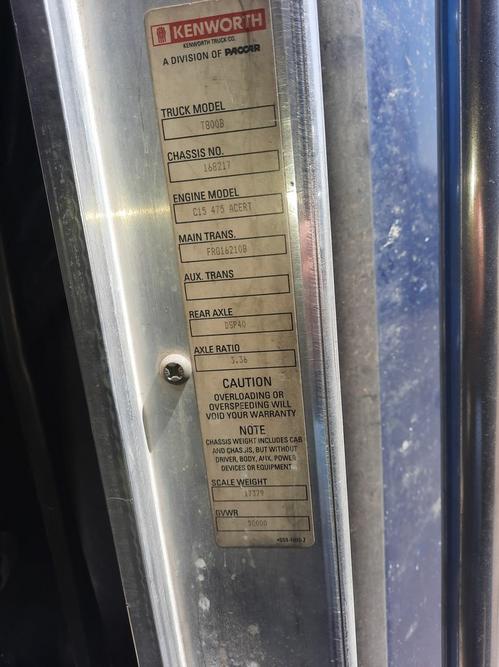 KENWORTH
KENWORTH TRUCK CO.
A DIVISION OF PACCAR
TRUCK MODEL
T800B
CHASSIS NO.
168217
ENGINE MODEL
C15 475 ACERT
MAIN TRANS.
FRO16210B
AUX. TRANS
REAR AXLE
DSP40
AXLE RATIO
3.36
CAUTION
OVERLOADING OR
OVERSPEEDING WILL
VOID YOUR WARRANTY
NOTE
CHASSIS WEIGHT INCLUDES CAB
AND CHASSIS, BUT WITHOUT
DRIVER, BODY, AUX. POWER
DEVICES OR EQUIPMENT
SCALE WEIGHT
17379
GVWR
50000